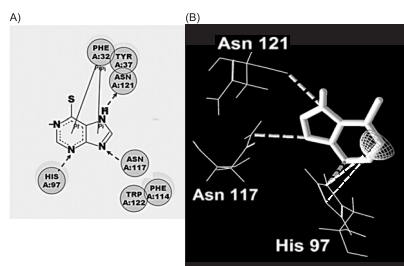 A)
(B)
PHE
A:32
TYR
A:37
ASN
A:121
S
H
N
N
N
N
HIS
A:97
ASN
A:117
TRP
A:122
PHE
A:114
Asn 121
Asn 117
His 97